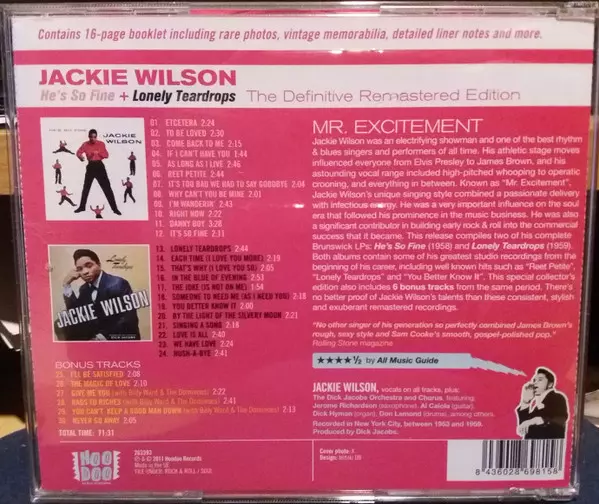 Contains 16-page booklet including rare photos, vintage memorabilia, detailed liner notes and more.
JACKIE WILSON
He's So Fine + Lonely Teardrops The Definitive Remastered Edition
HE'S SO FINE
JACKIE
WILSON
01. ETCETERA 2:24
02. TO BE LOVED 2:30
03. COME BACK TO ME 2:15
04. IF I CAN'T HAVE YOU 1:44
05. AS LONG AS I LIVE 2:46
06. REET PETITE 2:44
07. IT'S TOO BAD WE HAD TO SAY GOODBYE 2:04
08. WHY CAN'T YOU BE MINE 2:01
09. I'M WANDERIN' 2:93
10. RIGHT NOW 2:22
11. DANNY BOY 3:28
12. IT'S SO FINE 2:31
Lonely
Teardrops
JACKIE WILSON
13. LONELY TEARDROPS 2:44
14. EACH TIME (I LOVE YOU MORE) 2:19
15. THAT'S WHY (I LOVE YOU SO) 2:05
16. IN THE BLUE OF EVENING 2:53
17. THE JOKE (IS NOT ON ME) 1:54
18. SOMEONE TO NEED ME (AS I NEED YOU) 2:18
19. YOU BETTER KNOW IT 2:00
20. BY THE LIGHT OF THE SILVERY MOON 2:21
21. SINGING A SONG 2:18
22. LOVE IS ALL 2:40
23. WE HAVE LOVE 2:24
24. HUSH-A-BYE 2:41
BONUS TRACKS
25. I'LL BE SATISFIED 2:08
26. THE MAGIC OF LOVE 2:10
27. GIVE ME YOU (with Billy Ward & The Dominoes) 2:22
28. RAGS TO RICHES (with Billy Ward & The Dominoes) 2:41
29. YOU CAN'T KEEP A GOOD MAN DOWN (with Billy Ward & The Dominoes) 2:13
30. NEVER GO AWAY 2:05
TOTAL TIME: 71:31
MR. EXCITEMENT
Jackie Wilson was an electrifying showman and one of the best rhythm
& blues singers and performers of all time. His athletic stage moves
influenced everyone from Elvis Presley to James Brown, and his
astounding vocals included high-pitched whooping to operatic
crooning, and everything in between. Known as "Mr. Excitement",
Jackie Wilson's unique singing style combined a passionate delivery
with infectious energy. He was a very important influence on the soul
era that followed his prominence in the music business. He was also
a significant contributor in building early rock & roll into the commercial
success that it became. This release compiles two of his complete
Brunswick LPs: He's So Fine (1958) and Lonely Teardrops (1959).
Both albums contain some of his greatest studio recordings from the
beginning of his career, including well known hits such as "Reet Petite",
"Lonely Teardrops" and "You Better Know It". This special collector's
edition also includes 6 bonus tracks from the same period. There's
no better proof of Jackie Wilson's talents than these consistent, stylish
and exuberant remastered recordings.
"No other singer of his generation so perfectly combined James Brown's
rough, sexy style and Sam Cooke's smooth, gospel-polished pop."
Rolling Stone magazine
★★★★½ by All Music Guide
JACKIE WILSON, vocals on all tracks, plus:
The Dick Jacobs Orchestra and Chorus, featuring:
Jerome Richardson (saxophone), Al Caiola (guitar),
Dick Hyman (organ), Don Lamond (drums), among others.
Recorded in New York City, between 1953 and 1959.
Produced by Dick Jacobs.
Hoo
Doo
263393
℗ & © 2011 Hoodoo Records
Made in the UE
FILE UNDER: ROCK & ROLL / SOUL
8 436028 698158